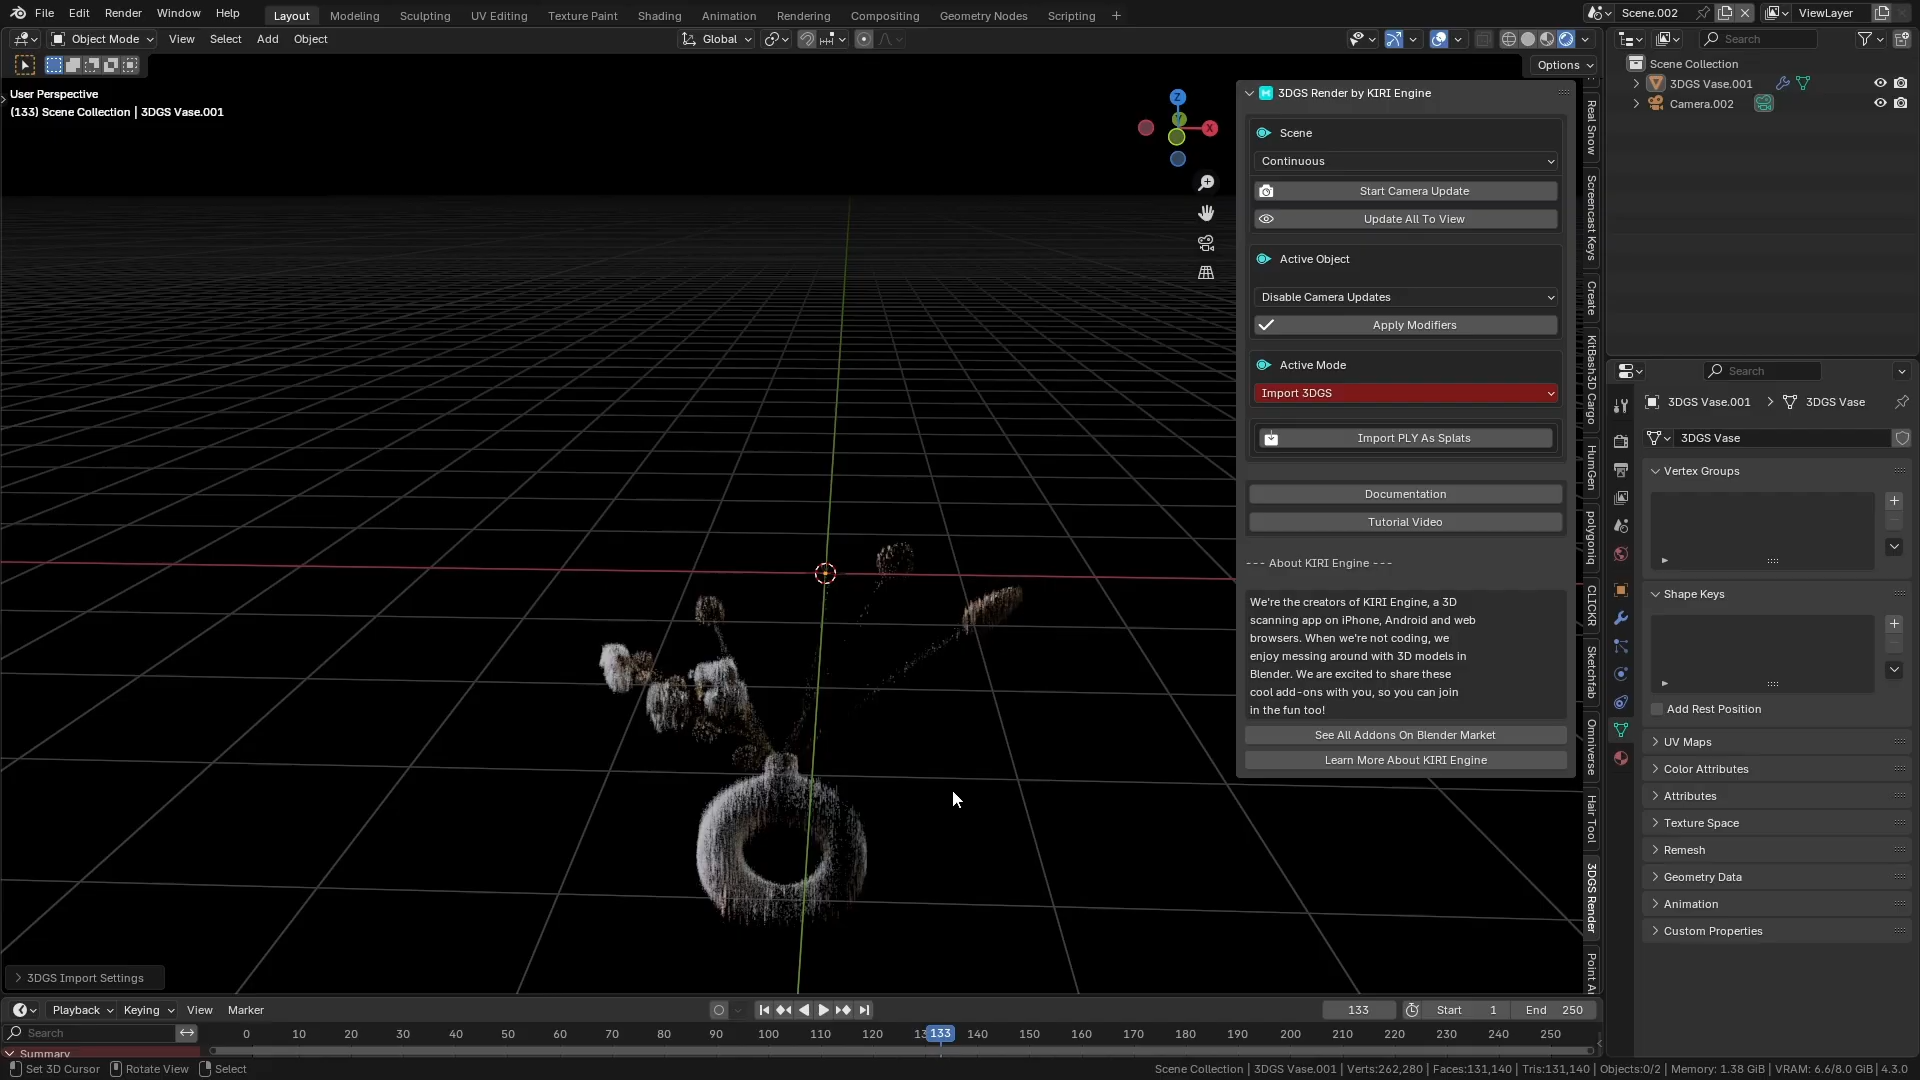 File Edit Render Window Help
Layout Modeling Sculpting UV Editing Texture Paint Shading Animation Rendering Compositing Geometry Nodes Scripting +
Scene.002
ViewLayer
Object Mode View Select Add Object
Global
Search
Options
User Perspective
(133) Scene Collection | 3DGS Vase.001
Z
Y
X
3DGS Render by KIRI Engine
Scene
Continuous
Start Camera Update
Update All To View
Active Object
Disable Camera Updates
Apply Modifiers
Active Mode
Import 3DGS
Import PLY As Splats
Documentation
Tutorial Video
--- About KIRI Engine ---
We're the creators of KIRI Engine, a 3D
scanning app on iPhone, Android and web
browsers. When we're not coding, we
enjoy messing around with 3D models in
Blender. We are excited to share these
cool add-ons with you, so you can join
in the fun too!
See All Addons On Blender Market
Learn More About KIRI Engine
Real Snow
Screencast Keys
Create
KitBash3D Cargo
HumGen
polygoniq
CLICKR
Sketchfab
Omniverse
Hair Tool
3DGS Render
Point A
Scene Collection
3DGS Vase.001
Camera.002
Search
3DGS Vase.001 > 3DGS Vase
3DGS Vase
Vertex Groups
Shape Keys
Add Rest Position
UV Maps
Color Attributes
Attributes
Texture Space
Remesh
Geometry Data
Animation
Custom Properties
3DGS Import Settings
Playback Keying View Marker
133
Start 1
End 250
Search
0 10 20 30 40 50 60 70 80 90 100 110 120 13 133 140 150 160 170 180 190 200 210 220 230 240 250
Summary
Set 3D Cursor Rotate View Select
Scene Collection | 3DGS Vase.001 | Verts:262,280 | Faces:131,140 | Tris:131,140 | Objects:0/2 | Memory: 1.38 GiB | VRAM: 6.6/8.0 GiB | 4.3.0